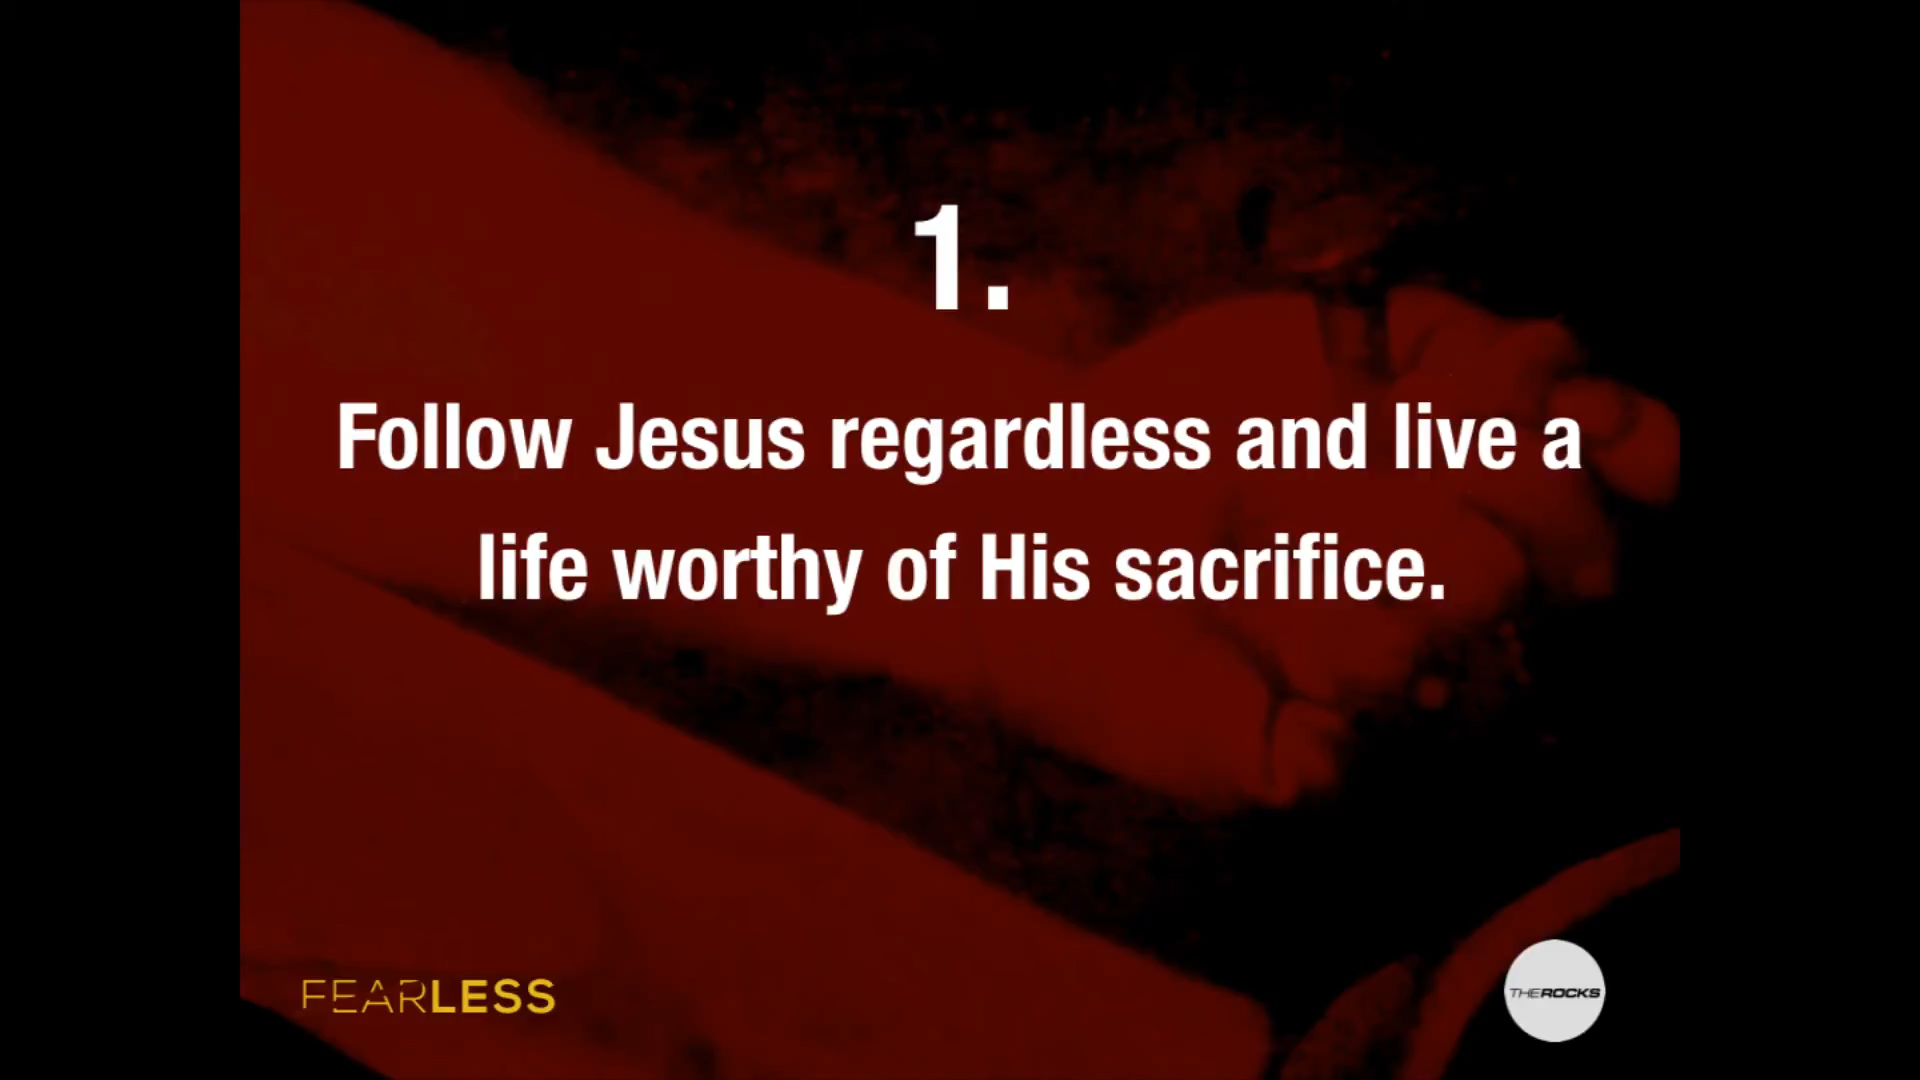 1.
Follow Jesus regardless and live a
life worthy of His sacrifice.
FEARLESS
THEROCKS